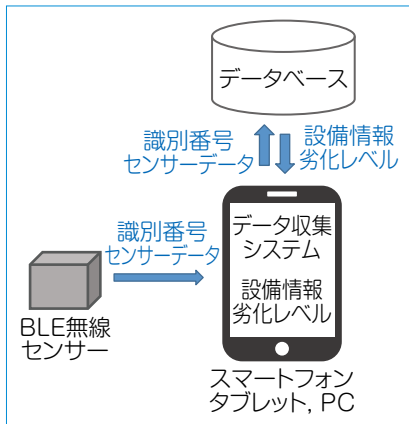 データベース
識別番号
センサーデータ
設備情報
劣化レベル
識別番号
センサーデータ
データ収集
システム
設備情報
劣化レベル
BLE無線
センサー
スマートフォン
タブレット, PC